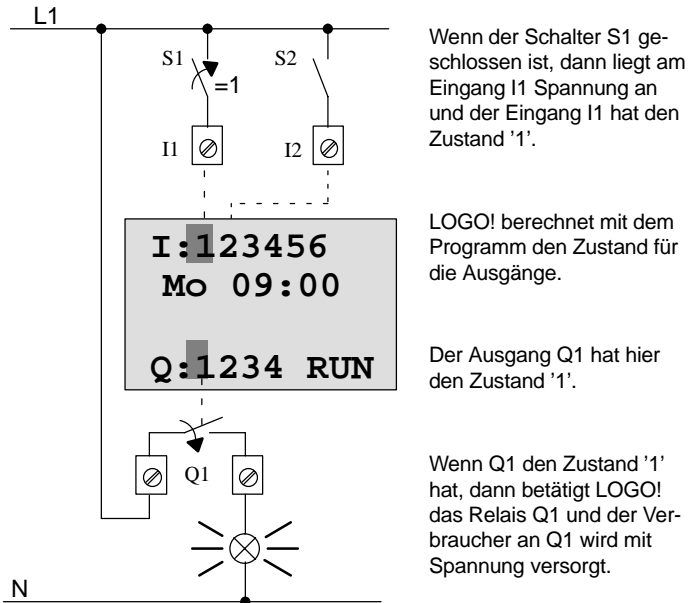 L1
S1
S2
=1
I1
I2
I:123456
Mo 09:00
Q:1234 RUN
Q1
N
Wenn der Schalter S1 ge-
schlossen ist, dann liegt am
Eingang I1 Spannung an
und der Eingang I1 hat den
Zustand ’1’.
LOGO! berechnet mit dem
Programm den Zustand für
die Ausgänge.
Der Ausgang Q1 hat hier
den Zustand ’1’.
Wenn Q1 den Zustand ’1’
hat, dann betätigt LOGO!
das Relais Q1 und der Ver-
braucher an Q1 wird mit
Spannung versorgt.